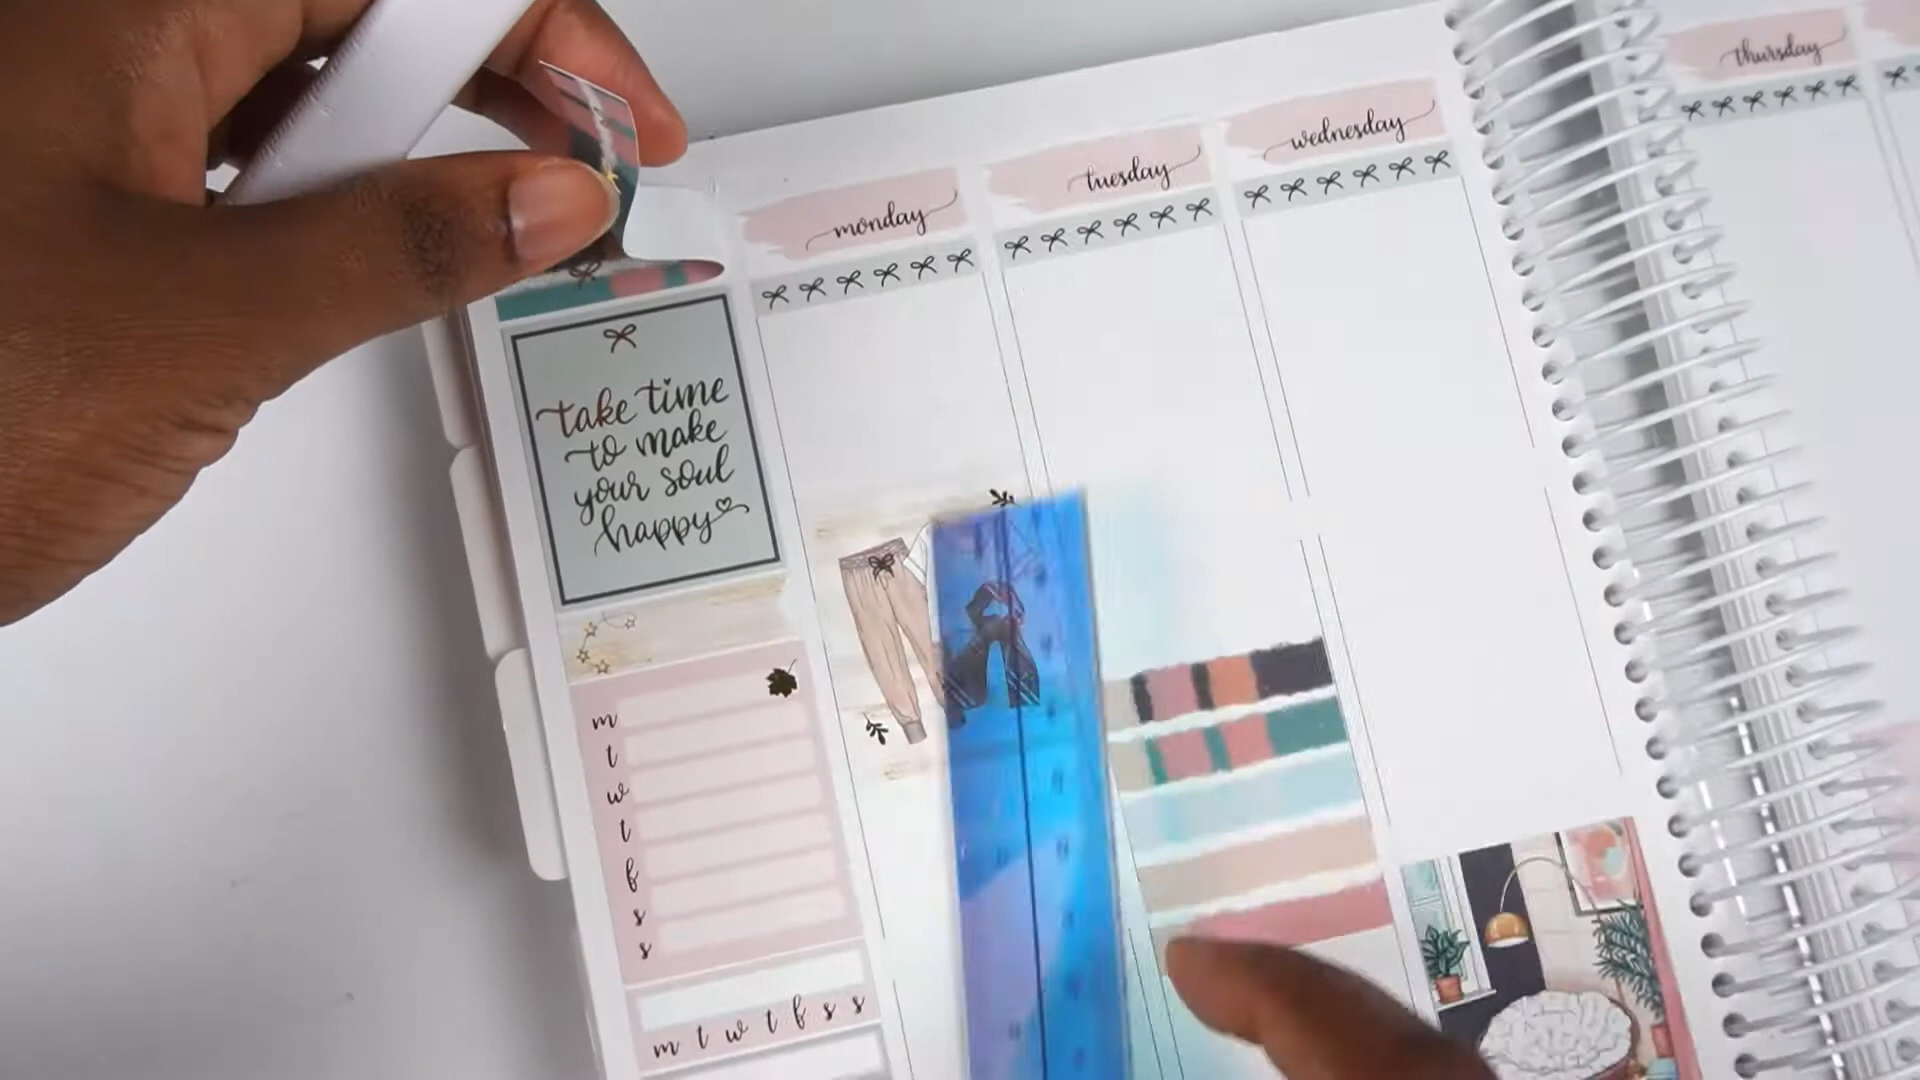 monday
tuesday
wednesday
thursday
take time
to make
your soul
happy
m
t
w
t
f
s
s
m t w t f s s